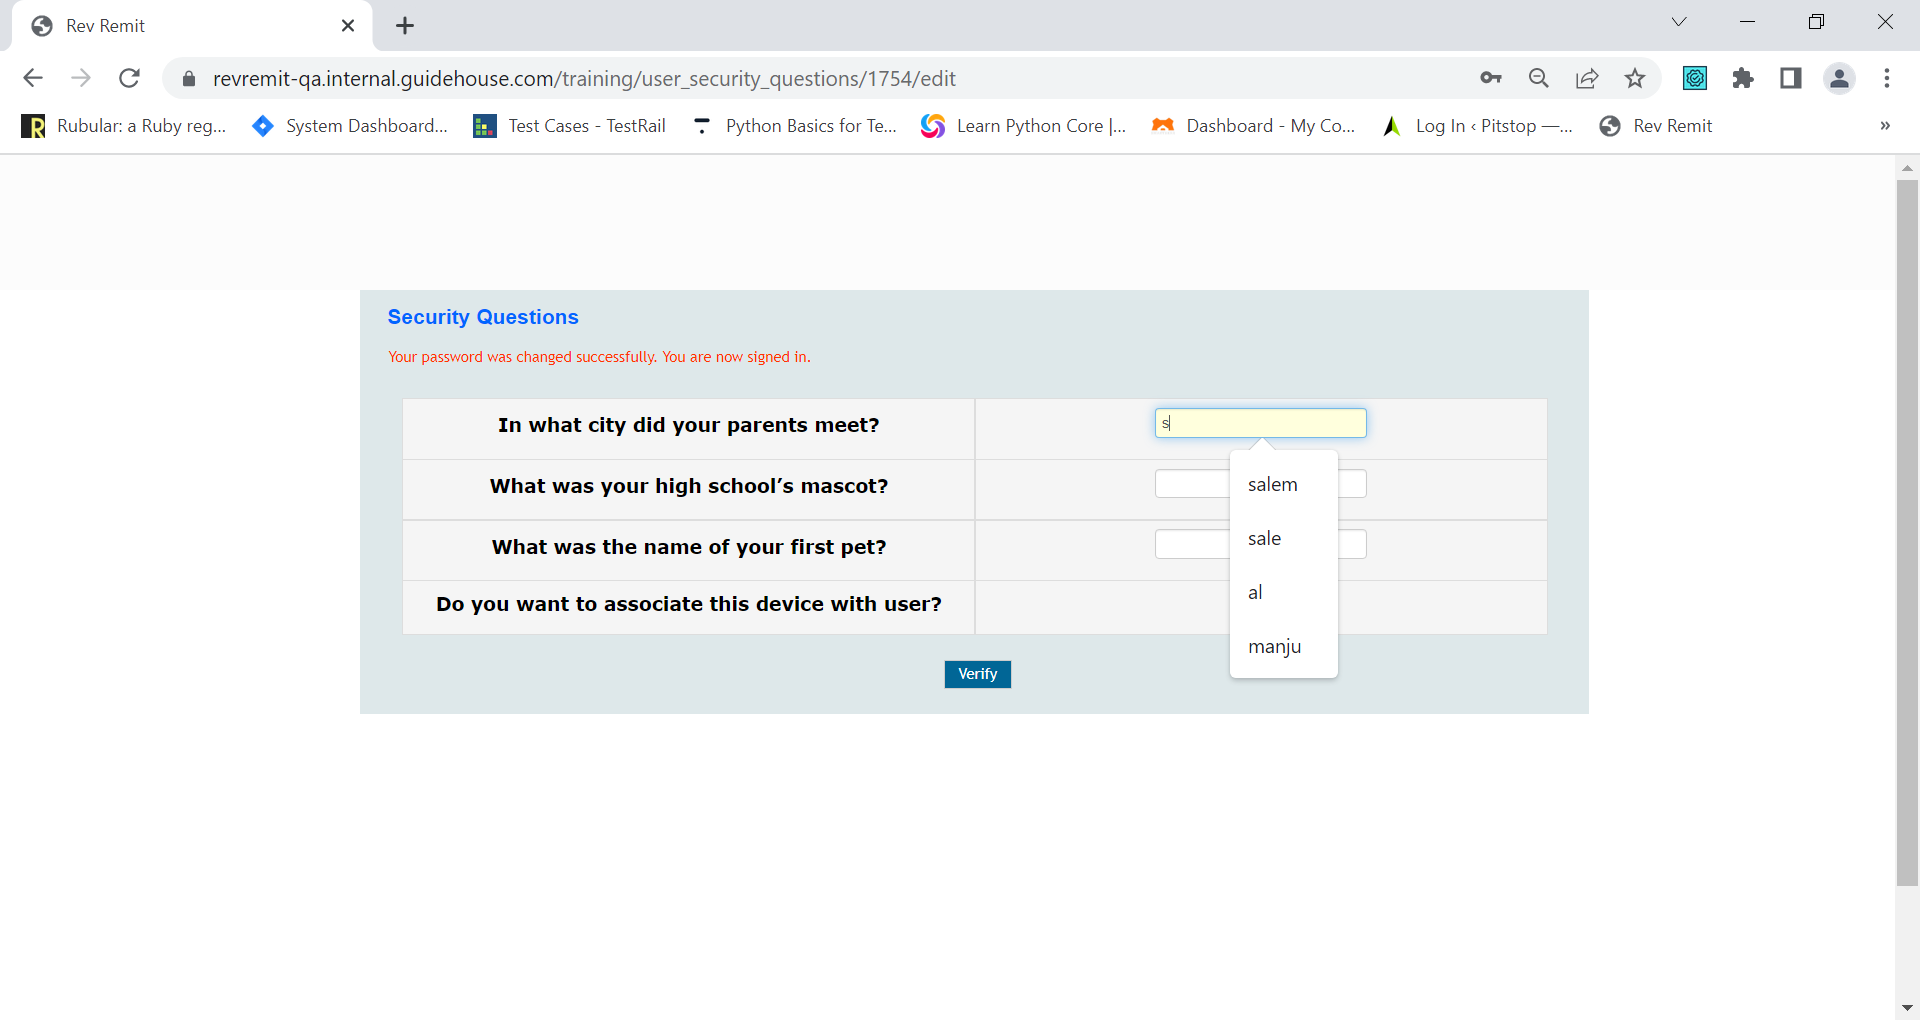 Rev Remit
revremit-qa.internal.guidehouse.com/training/user_security_questions/1754/edit
Rubular: a Ruby reg... System Dashboard... Test Cases - TestRail Python Basics for Te... Learn Python Core |... Dashboard - My Co... Log In ‹ Pitstop —... Rev Remit »
Security Questions
Your password was changed successfully. You are now signed in.
In what city did your parents meet? s
What was your high school’s mascot?
What was the name of your first pet?
Do you want to associate this device with user?
salem
sale
al
manju
Verify